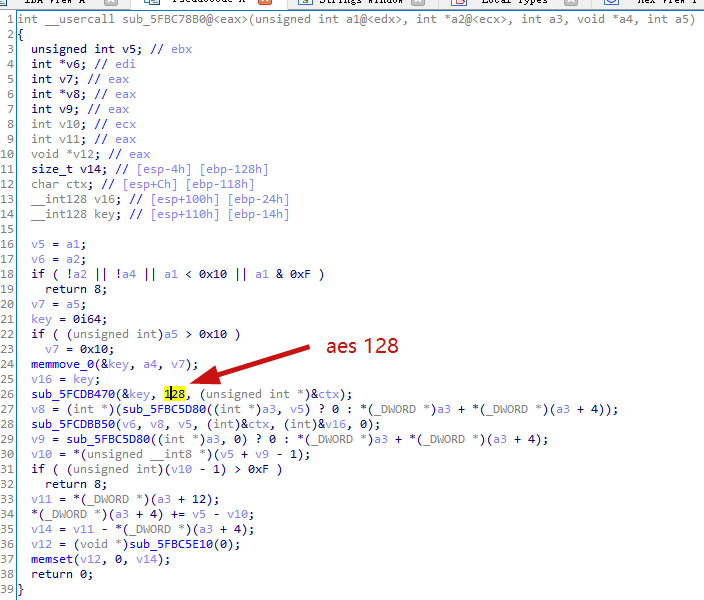 int __usercall sub_5FBC78B0@<eax>(unsigned int a1@<edx>, int *a2@<ecx>, int a3, void *a4, int a5)
1
2 {
3 unsigned int v5; // ebx
4 int *v6; // edi
5 int v7; // eax
6 int *v8; // eax
7 int v9; // eax
8 int v10; // ecx
9 int v11; // eax
10 void *v12; // eax
11 size_t v14; // [esp-4h] [ebp-128h]
12 char ctx; // [esp+Ch] [ebp-118h]
13 __int128 v16; // [esp+100h] [ebp-24h]
14 __int128 key; // [esp+110h] [ebp-14h]
15
16 v5 = a1;
17 v6 = a2;
18 if ( !a2 || !a4 || a1 < 0x10 || a1 & 0xF )
19 return 8;
20 v7 = a5;
21 key = 0i64;
22 if ( (unsigned int)a5 > 0x10 )
23 v7 = 0x10;
24 memmove_0(&key, a4, v7);
25 v16 = key;
26 sub_5FCDB470(&key, 128, (unsigned int *)&ctx);
27 v8 = (int *)(sub_5FBC5D80((int *)a3, v5) ? 0 : *(_DWORD *)a3 + *(_DWORD *)(a3 + 4));
28 sub_5FCDBB50(v6, v8, v5, (int)&ctx, (int)&v16, 0);
29 v9 = sub_5FBC5D80((int *)a3, 0) ? 0 : *(_DWORD *)a3 + *(_DWORD *)(a3 + 4);
30 v10 = *(unsigned __int8 *)(v5 + v9 - 1);
31 if ( (unsigned int)(v10 - 1) > 0xF )
32 return 8;
33 v11 = *(_DWORD *)(a3 + 12);
34 *(_DWORD *)(a3 + 4) += v5 - v10;
35 v14 = v11 - *(_DWORD *)(a3 + 4);
36 v12 = (void *)sub_5FBC5E10(0);
37 memset(v12, 0, v14);
38 return 0;
39 }
aes 128